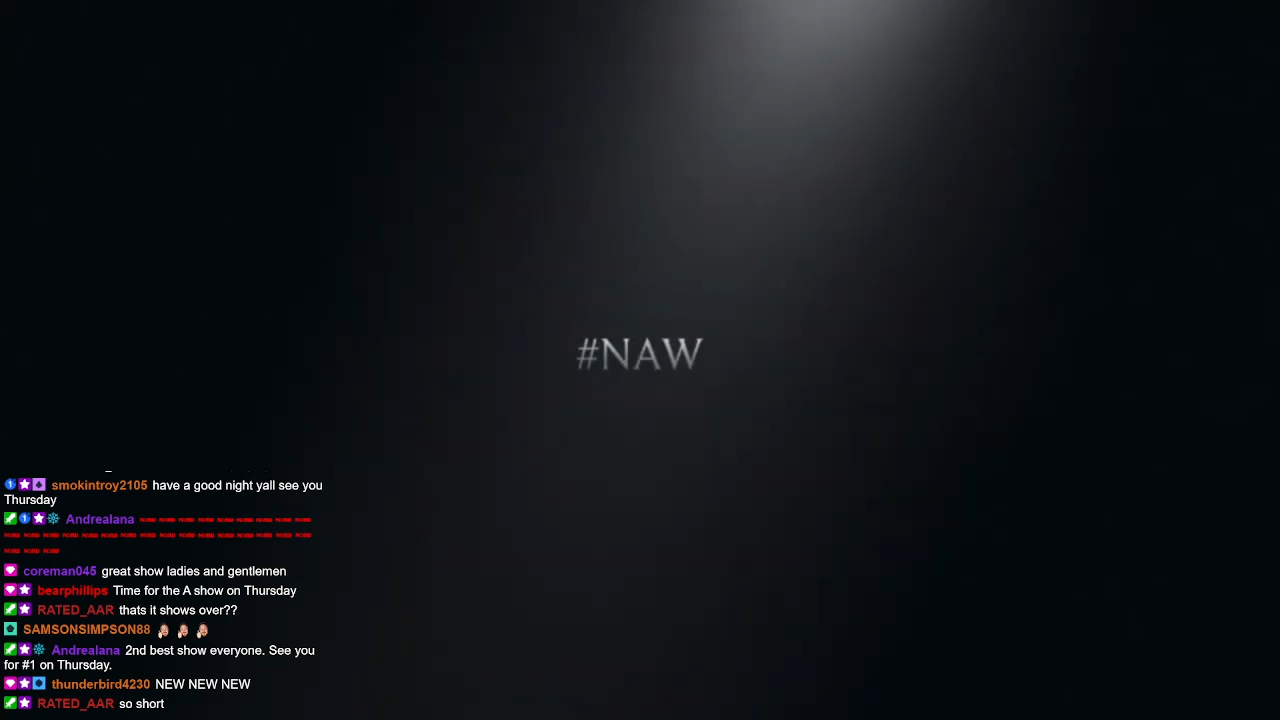 #NAW
smokintroy2105 have a good night yall see you
Thursday
Andrealana
coreman045 great show ladies and gentlemen
bearphillips Time for the A show on Thursday
RATED_AAR thats it shows over??
SAMSONSIMPSON88
Andrealana 2nd best show everyone. See you
for #1 on Thursday.
thunderbird4230 NEW NEW NEW
RATED_AAR so short